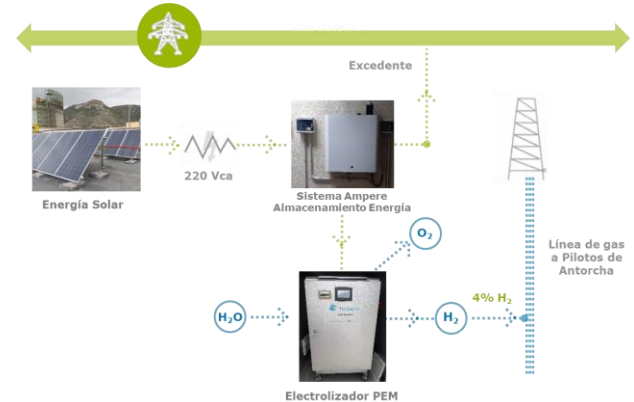 Excedente
220 Vca
Energía Solar
Sistema Ampere
Almacenamiento Energía
O₂
Línea de gas
a Pilotos de
Antorcha
H₂O
H₂
4% H₂
Electrolizador PEM